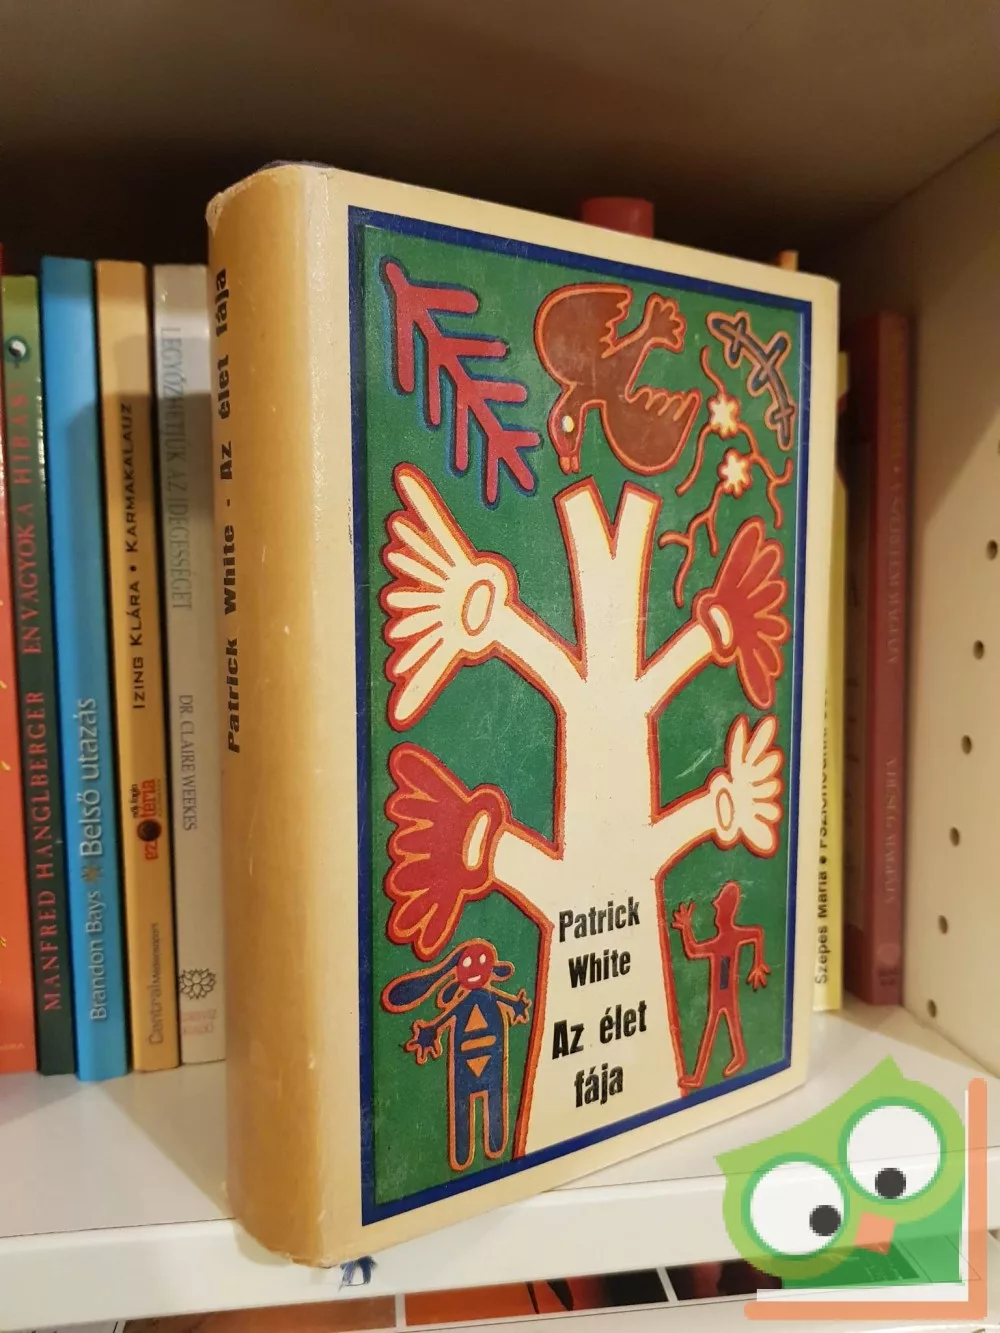 Patrick White - Az élet fája
Patrick
White
Az élet
fája
MANFRED HANGLBERGER ÉN VAGYOK A HIBÁS!
Brandon Bays Belső utazás
IZING KLÁRA • KARMAKALAUZ
LEGYŐZHETJÜK AZ IDEGESSÉGET
DR. CLAIRE WEEKES
Szepes Mária